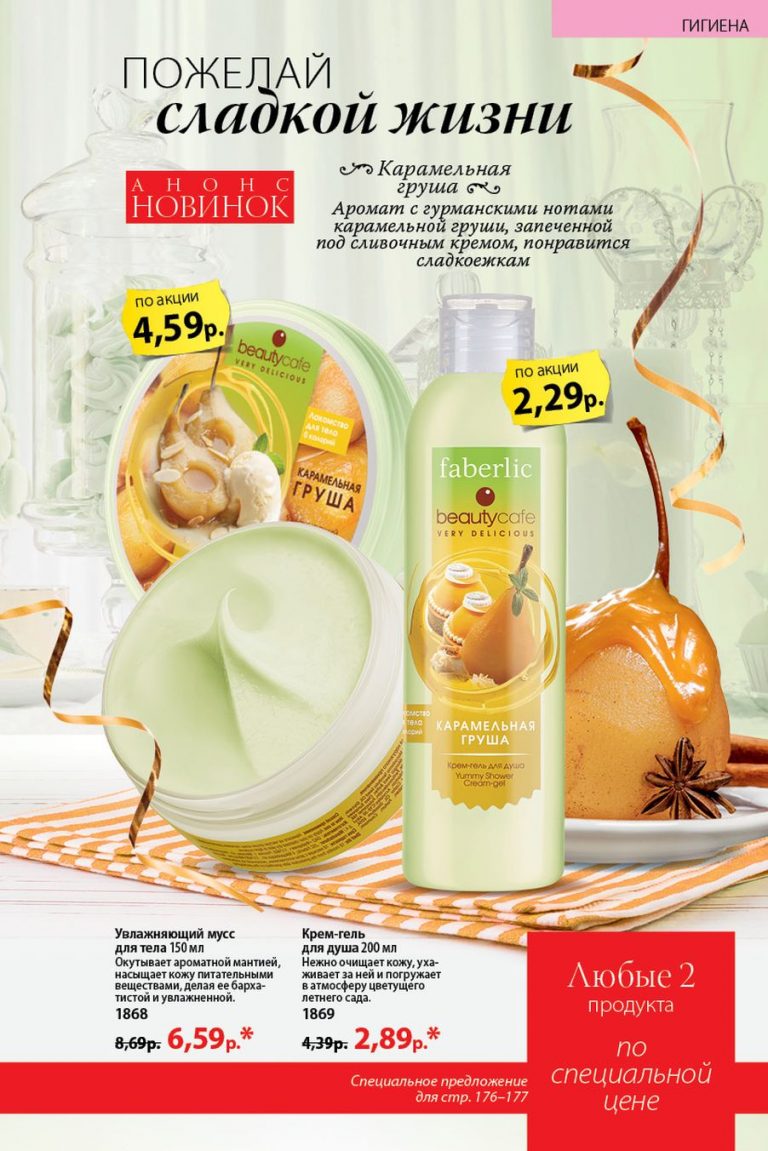 ГИГИЕНА
ПОЖЕЛАЙ
сладкой жизни
АНОНС
НОВИНОК
Карамельная
груша
Аромат с гурманскими нотами
карамельной груши, запеченной
под сливочным кремом, понравится
сладкоежкам
по акции
4,59р.
beautycafe
VERY DELICIOUS
Лакомство
для тела
0 калорий
КАРАМЕЛЬНАЯ
ГРУША
по акции
2,29р.
faberlic
beautycafe
VERY DELICIOUS
КАРАМЕЛЬНАЯ
ГРУША
Крем-гель для душа
Yummy Shower
Cream-gel
Увлажняющий мусс
для тела 150 мл
Окутывает ароматной мантией,
насыщает кожу питательными
веществами, делая ее барха-
тистой и увлажненной.
1868
8,69р. 6,59р.*
Крем-гель
для душа 200 мл
Нежно очищает кожу, уха-
живает за ней и погружает
в атмосферу цветущего
летнего сада.
1869
4,39р. 2,89р.*
Любые 2
продукта
по
специальной
цене
Специальное предложение
для стр. 176–177